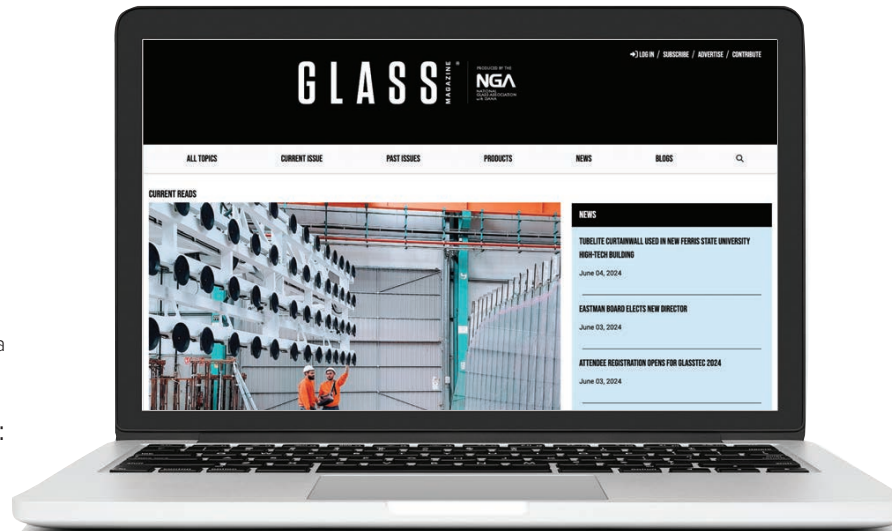 LOG IN / SUBSCRIBE / ADVERTISE / CONTRIBUTE
GLASS MAGAZINE®
PRODUCED BY THE
NGA
NATIONAL
GLASS ASSOCIATION
with GANA
ALL TOPICS CURRENT ISSUE PAST ISSUES PRODUCTS NEWS BLOGS
CURRENT READS
NEWS
TUBELITE CURTAINWALL USED IN NEW FERRIS STATE UNIVERSITY
HIGH-TECH BUILDING
June 04, 2024
EASTMAN BOARD ELECTS NEW DIRECTOR
June 03, 2024
ATTENDEE REGISTRATION OPENS FOR GLASSTEC 2024
June 03, 2024
a
: